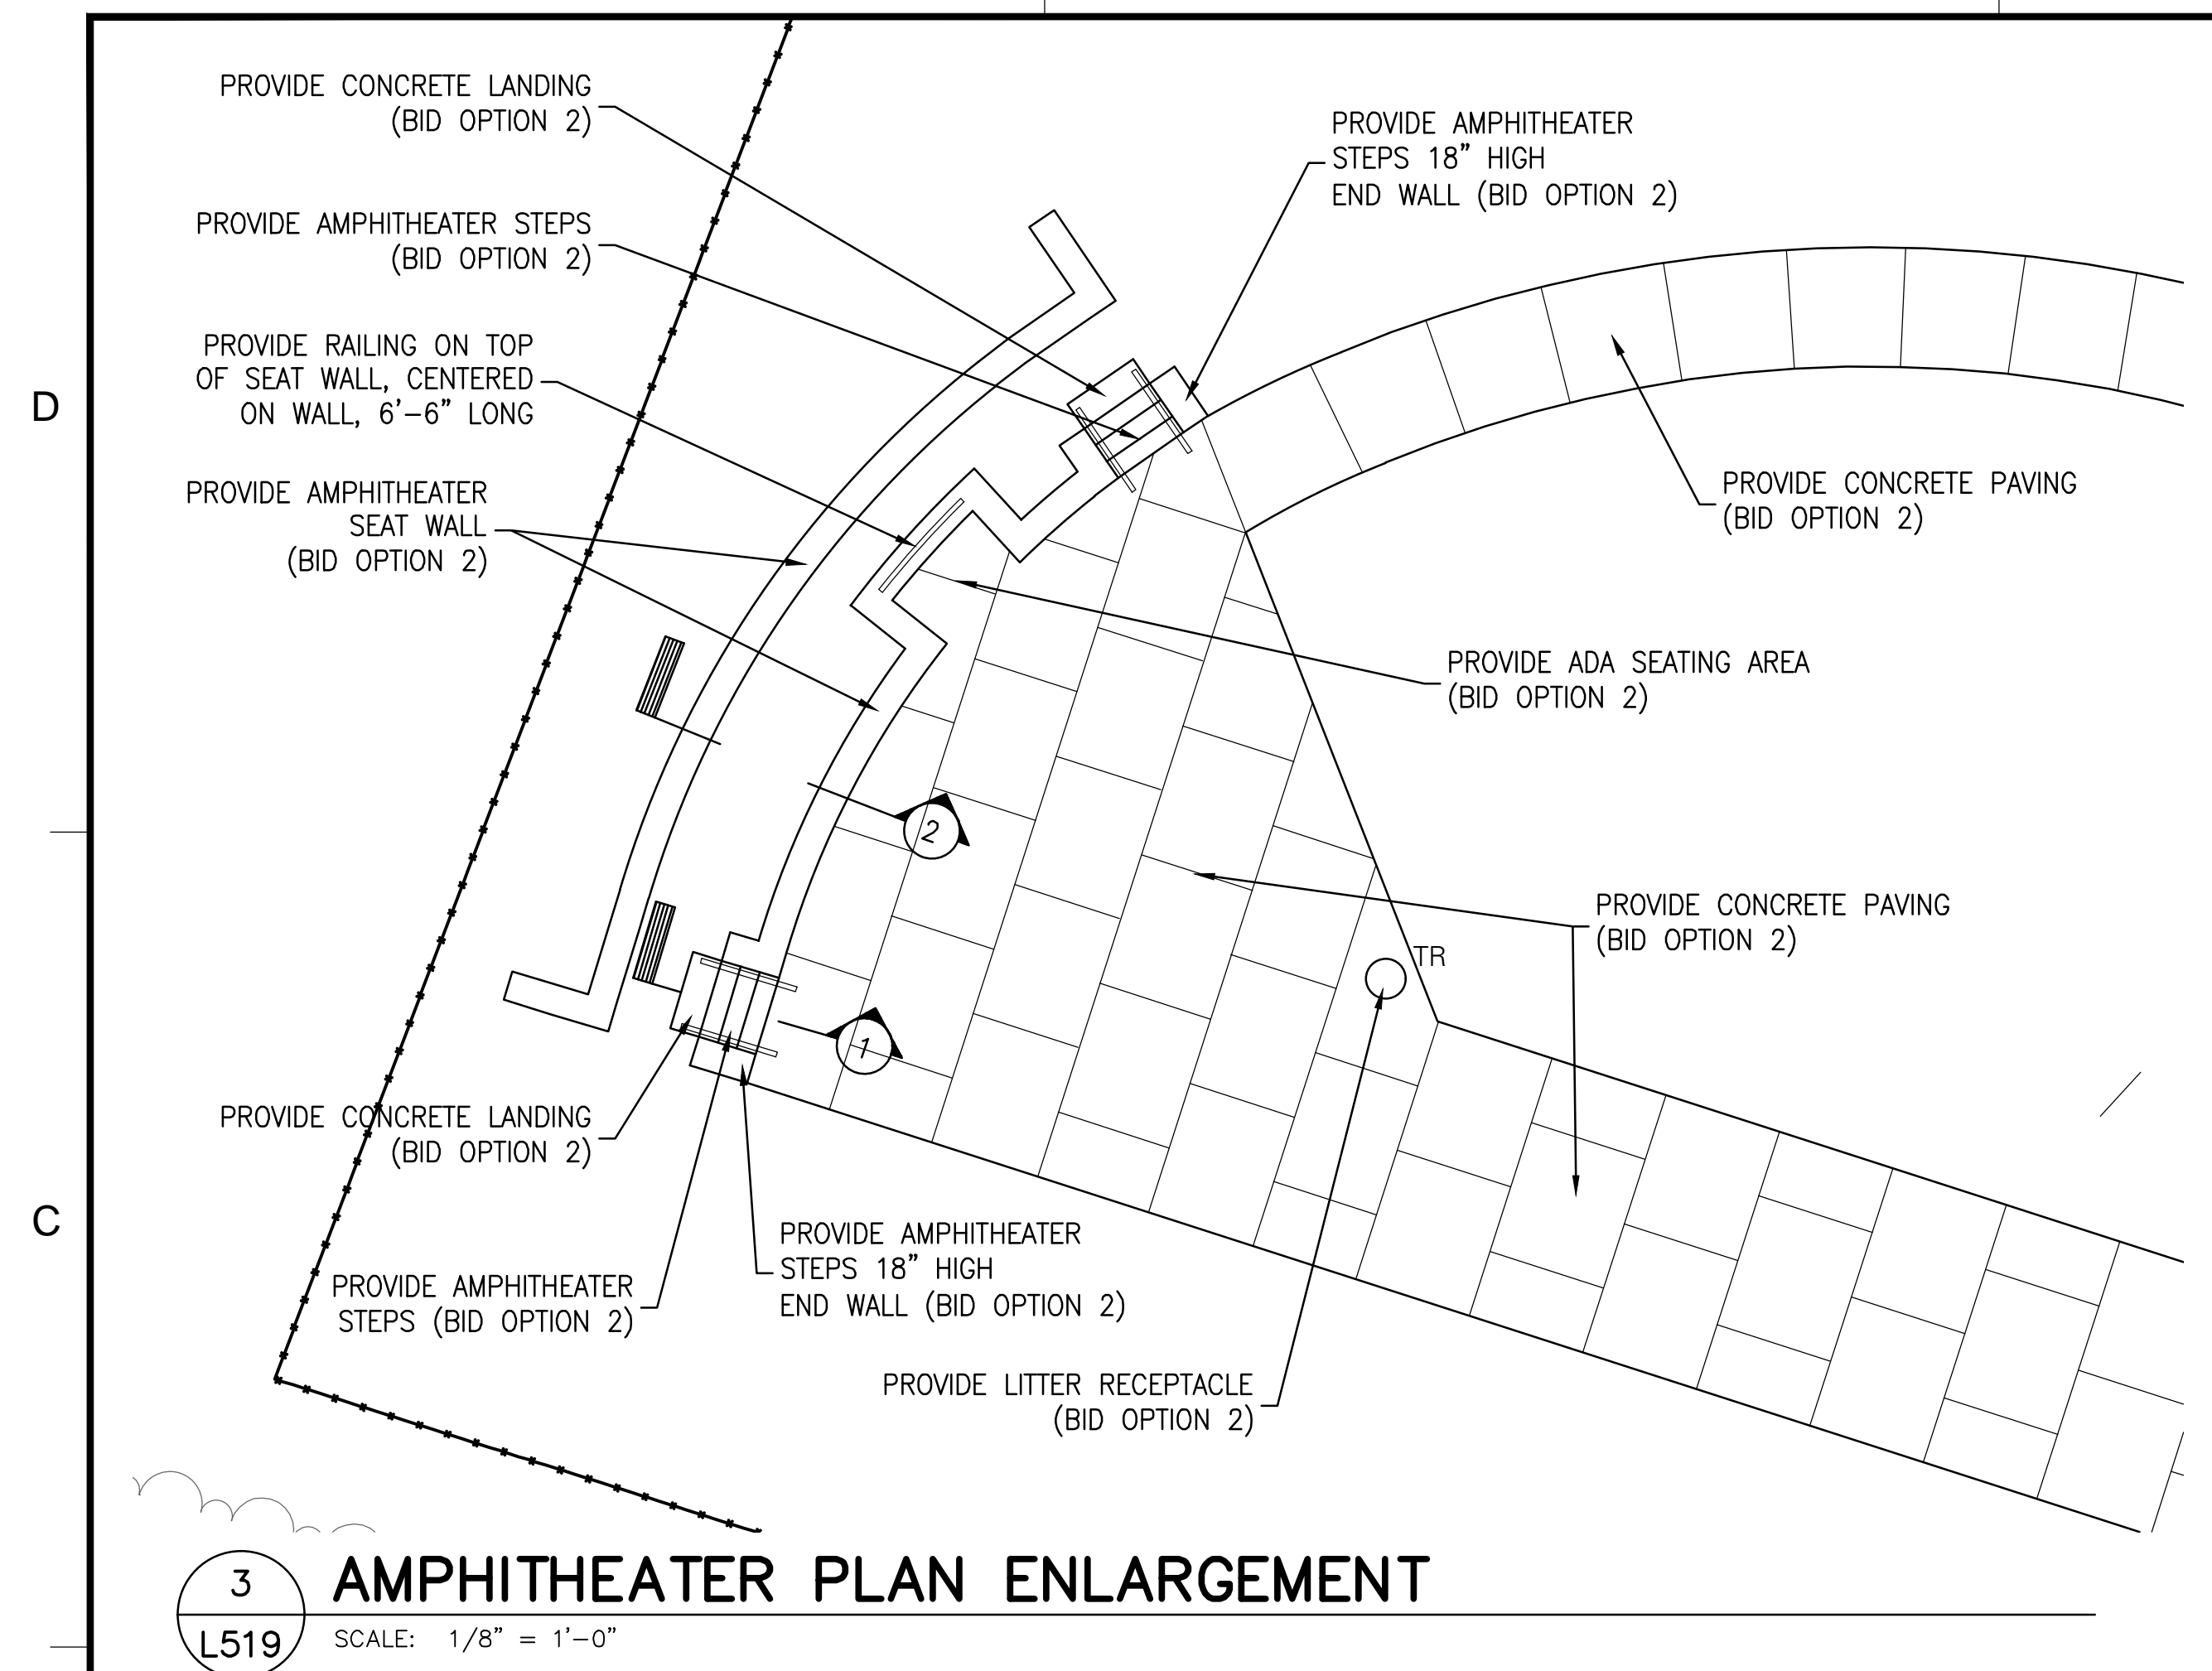 PROVIDE CONCRETE LANDING
(BID OPTION 2)
PROVIDE AMPHITHEATER
STEPS 18" HIGH
END WALL (BID OPTION 2)
PROVIDE AMPHITHEATER STEPS
(BID OPTION 2)
PROVIDE RAILING ON TOP
OF SEAT WALL, CENTERED
ON WALL, 6'-6" LONG
D
PROVIDE AMPHITHEATER
SEAT WALL
(BID OPTION 2)
PROVIDE CONCRETE PAVING
(BID OPTION 2)
PROVIDE ADA SEATING AREA
(BID OPTION 2)
2
PROVIDE CONCRETE PAVING
(BID OPTION 2)
TR
1
PROVIDE CONCRETE LANDING
(BID OPTION 2)
C
PROVIDE AMPHITHEATER
STEPS 18" HIGH
END WALL (BID OPTION 2)
PROVIDE AMPHITHEATER
STEPS (BID OPTION 2)
PROVIDE LITTER RECEPTACLE
(BID OPTION 2)
3
L519
AMPHITHEATER PLAN ENLARGEMENT
SCALE: 1/8" = 1'-0"